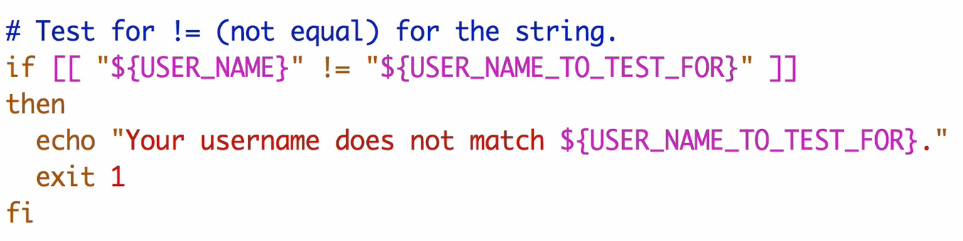 # Test for != (not equal) for the string.
if [[ "${USER_NAME}" != "${USER_NAME_TO_TEST_FOR}" ]]
then
  echo "Your username does not match ${USER_NAME_TO_TEST_FOR}."
  exit 1
fi